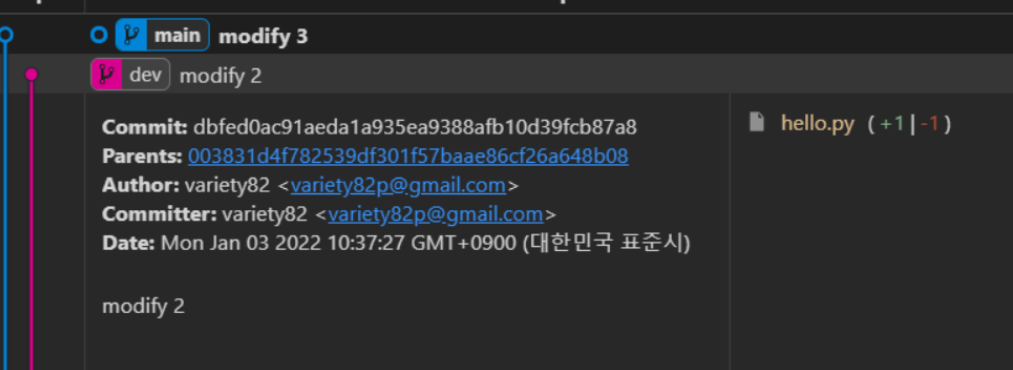 main modify 3
dev modify 2
Commit: dbfed0ac91aeda1a935ea9388afb10d39fcb87a8
Parents: 003831d4f782539df301f57baae86cf26a648b08
Author: variety82 <variety82p@gmail.com>
Committer: variety82 <variety82p@gmail.com>
Date: Mon Jan 03 2022 10:37:27 GMT+0900 (대한민국 표준시)
modify 2
hello.py (+1|-1)